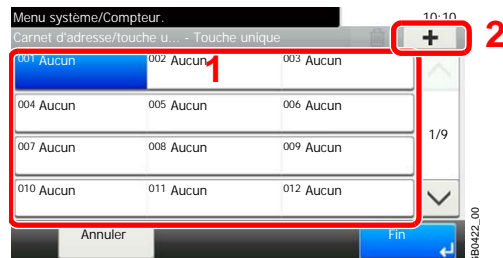 Menu système/Compteur.
10:10
Carnet d'adresse/touche u... - Touche unique
+
2
001 Aucun
002 Aucun
003 Aucun
1
004 Aucun
005 Aucun
006 Aucun
1/9
007 Aucun
008 Aucun
009 Aucun
010 Aucun
011 Aucun
012 Aucun
Annuler
Fin
GB0422_00